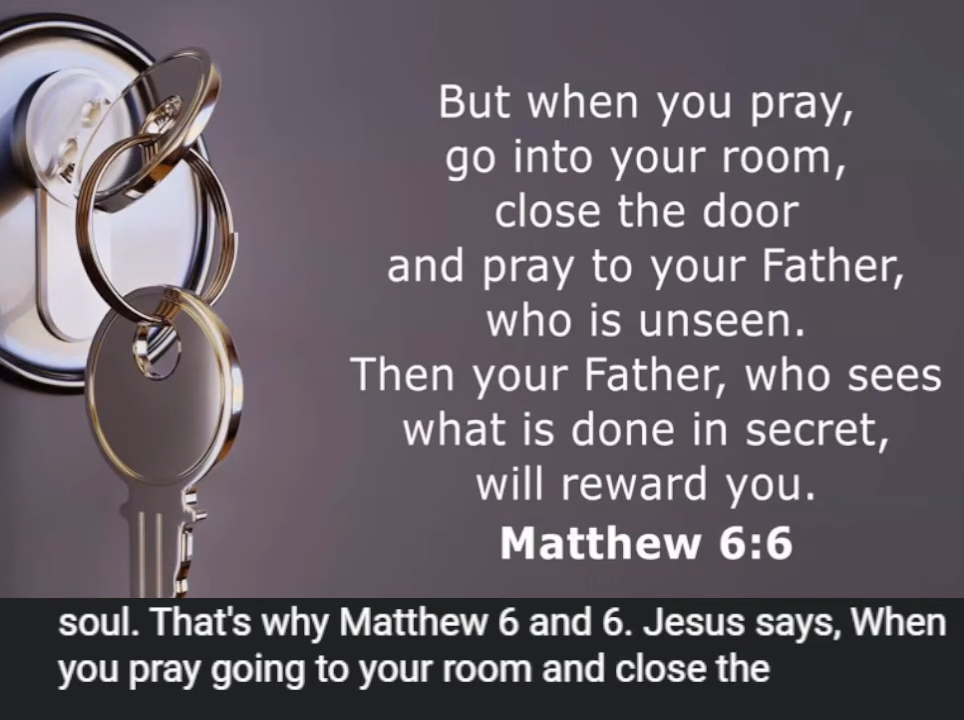 But when you pray,
go into your room,
close the door
and pray to your Father,
who is unseen.
Then your Father, who sees
what is done in secret,
will reward you.
Matthew 6:6
soul. That's why Matthew 6 and 6. Jesus says, When
you pray going to your room and close the